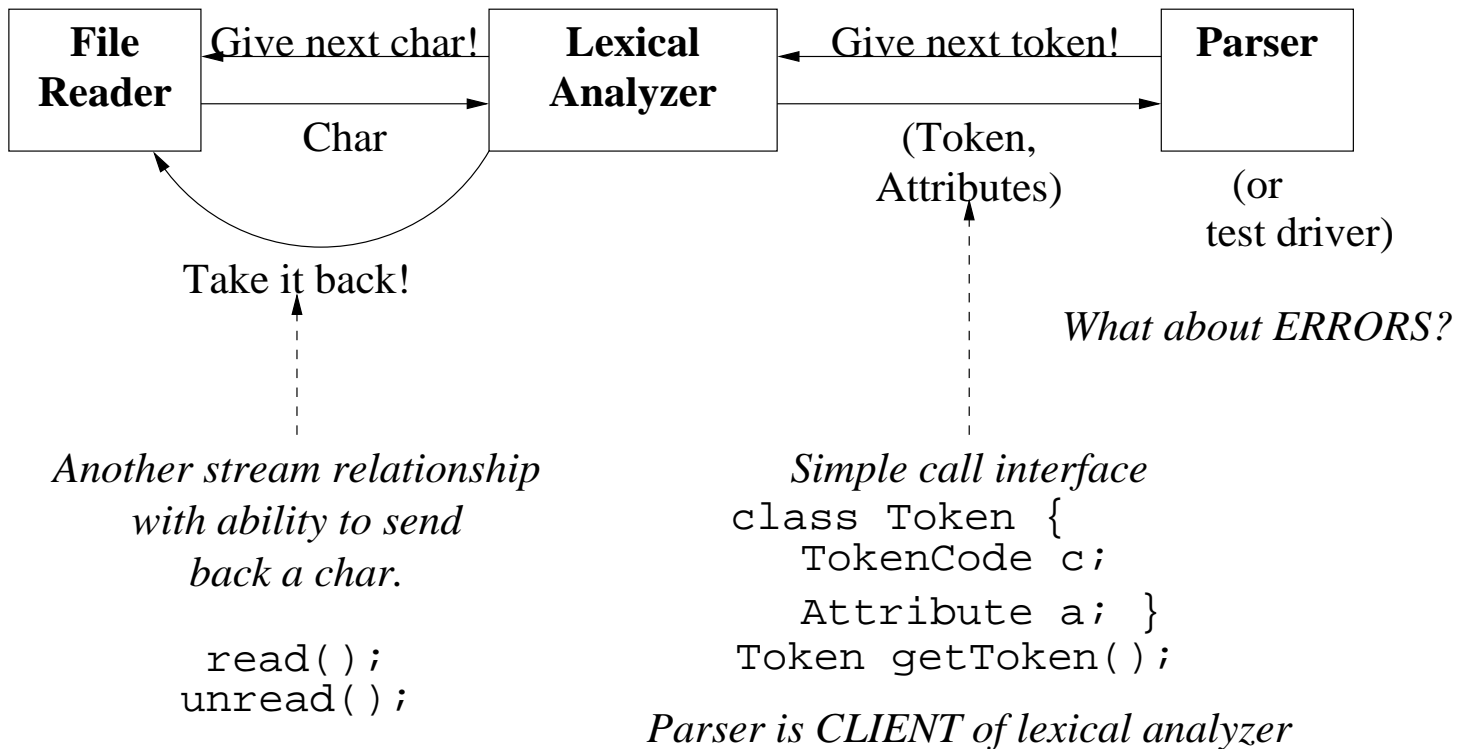 File Reader
Give next char!
Lexical Analyzer
Give next token!
Parser
Char
(Token,
Attributes)
(or
test driver)
Take it back!
What about ERRORS?
Another stream relationship
with ability to send
back a char.
read();
unread();
Simple call interface
class Token {
TokenCode c;
Attribute a; }
Token getToken();
Parser is CLIENT of lexical analyzer